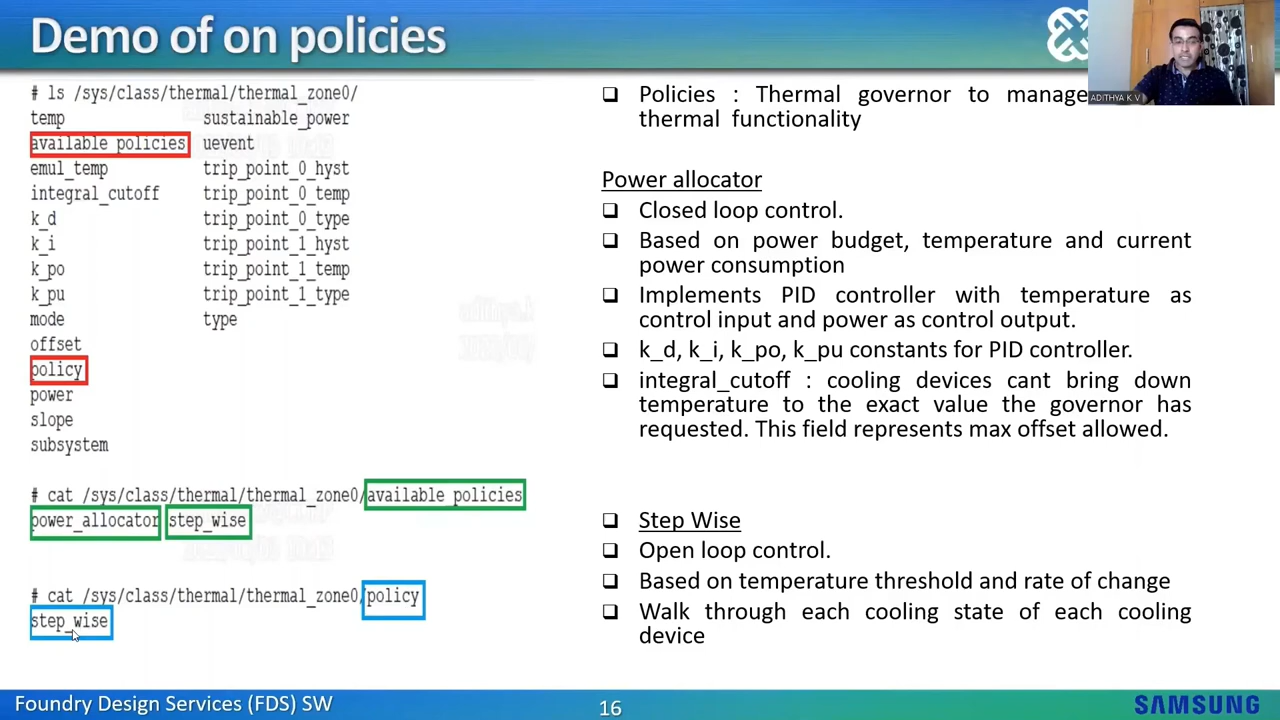 Demo of on policies
ADITHYA K V
# ls /sys/class/thermal/thermal_zone0/
temp sustainable_power
available_policies uevent
emul_temp trip_point_0_hyst
integral_cutoff trip_point_0_temp
k_d trip_point_0_type
k_i trip_point_1_hyst
k_po trip_point_1_temp
k_pu trip_point_1_type
mode type
offset
policy
power
slope
subsystem
# cat /sys/class/thermal/thermal_zone0/available_policies
power_allocator step_wise
# cat /sys/class/thermal/thermal_zone0/policy
step_wise
Policies : Thermal governor to manage
thermal functionality
Power allocator
Closed loop control.
Based on power budget, temperature and current
power consumption
Implements PID controller with temperature as
control input and power as control output.
k_d, k_i, k_po, k_pu constants for PID controller.
integral_cutoff : cooling devices cant bring down
temperature to the exact value the governor has
requested. This field represents max offset allowed.
Step Wise
Open loop control.
Based on temperature threshold and rate of change
Walk through each cooling state of each cooling
device
Foundry Design Services (FDS) SW
16
SAMSUNG